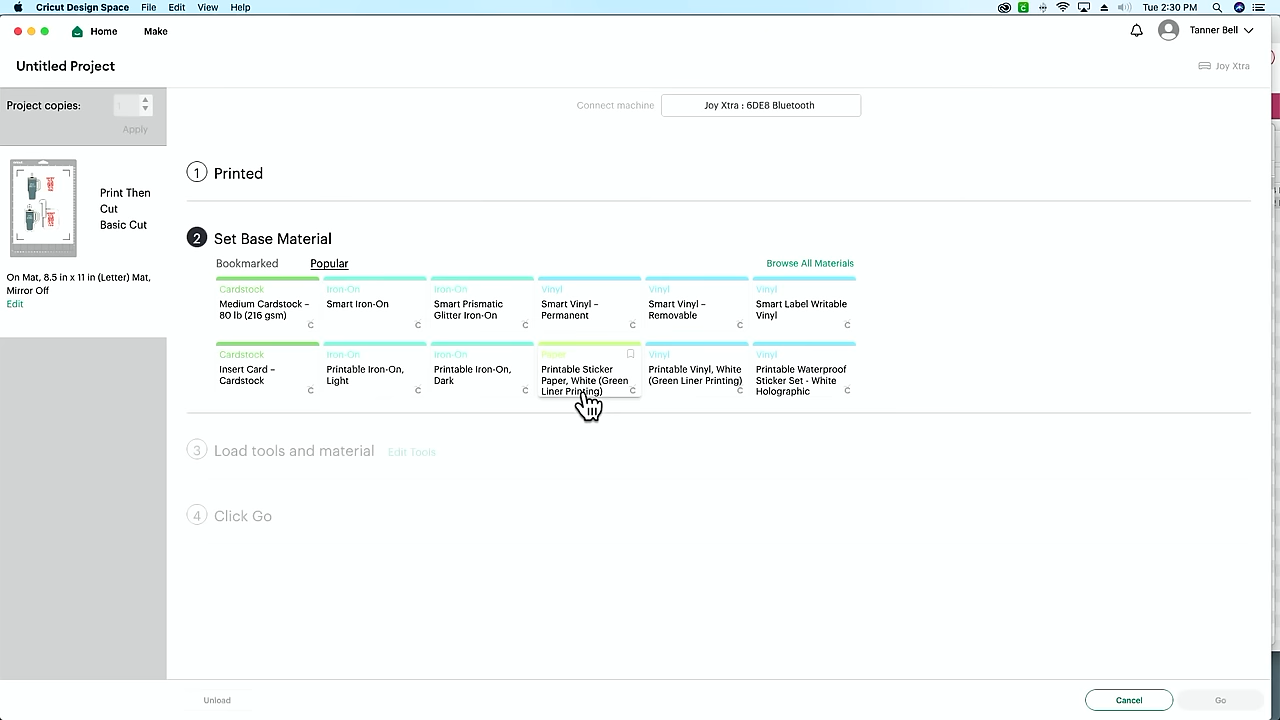 Cricut Design Space File Edit View Help
Tue 2:30 PM
Home Make
Tanner Bell
Untitled Project
Joy Xtra
Project copies:
1
Apply
Connect machine
Joy Xtra : 6DE8 Bluetooth
Print Then
Cut
Basic Cut
On Mat, 8.5 in x 11 in (Letter) Mat,
Mirror Off
Edit
1 Printed
2 Set Base Material
Bookmarked Popular
Browse All Materials
Cardstock
Medium Cardstock –
80 lb (216 gsm)
C
Iron-On
Smart Iron-On
C
Iron-On
Smart Prismatic
Glitter Iron-On
C
Vinyl
Smart Vinyl –
Permanent
C
Vinyl
Smart Vinyl –
Removable
C
Vinyl
Smart Label Writable
Vinyl
C
Cardstock
Insert Card –
Cardstock
C
Iron-On
Printable Iron-On,
Light
C
Iron-On
Printable Iron-On,
Dark
C
Paper
Printable Sticker
Paper, White (Green
Liner Printing)
C
Vinyl
Printable Vinyl, White
(Green Liner Printing)
C
Vinyl
Printable Waterproof
Sticker Set - White
Holographic
C
3 Load tools and material Edit Tools
4 Click Go
Unload
Cancel
Go